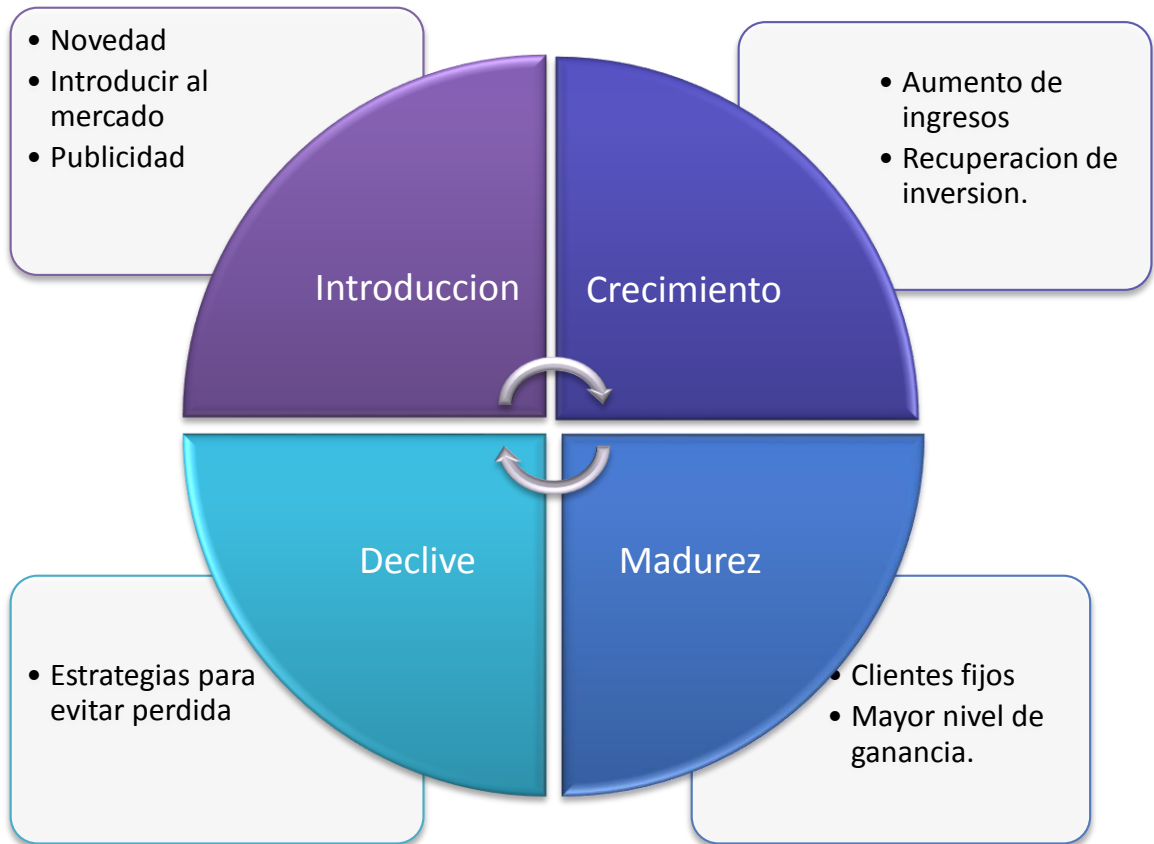 • Novedad
• Introducir al
mercado
• Publicidad
• Aumento de
ingresos
• Recuperacion de
inversion.
Introduccion
Crecimiento
Declive
Madurez
• Estrategias para
evitar perdida
• Clientes fijos
• Mayor nivel de
ganancia.